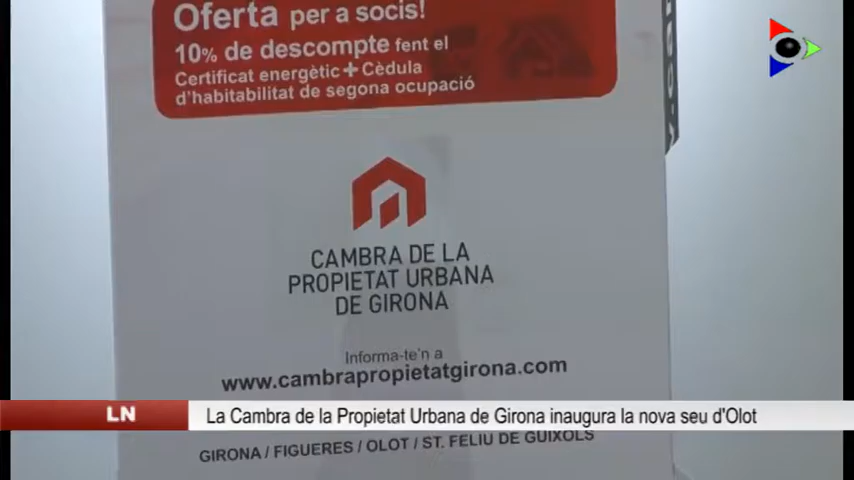 Oferta per a socis!
10% de descompte fent el
Certificat energètic + Cèdula
d'habitabilitat de segona ocupació
CAMBRA DE LA
PROPIETAT URBANA
DE GIRONA
Informa-te'n a
www.cambrapropietatgirona.com
LN La Cambra de la Propietat Urbana de Girona inaugura la nova seu d'Olot
GIRONA / FIGUERES / OLOT / ST. FELIU DE GUIXOLS